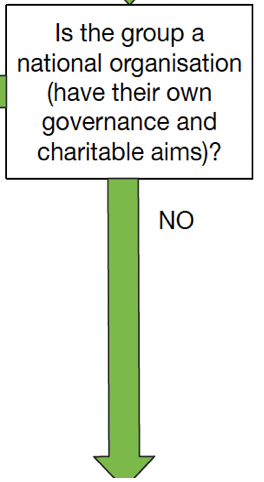 Is the group a
national organisation
(have their own
governance and
charitable aims)?
NO